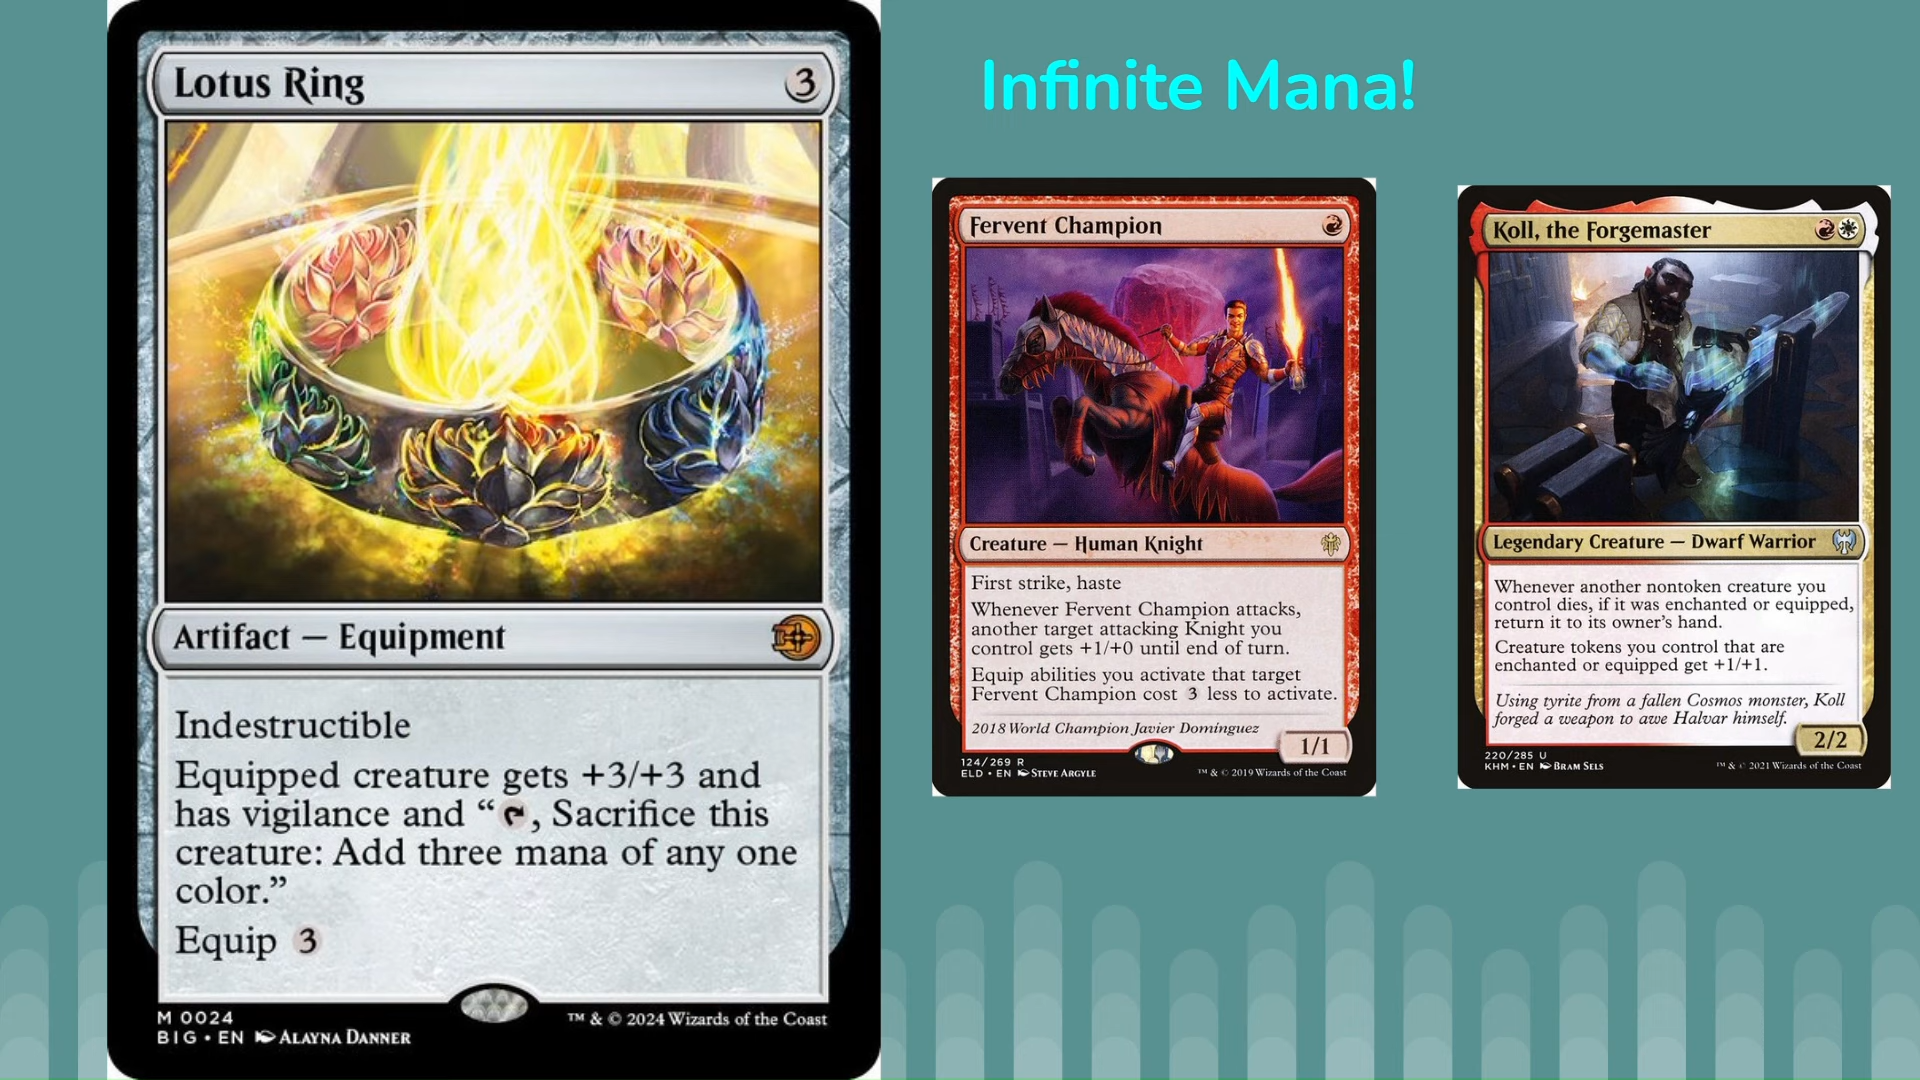 Lotus Ring 3
Artifact — Equipment
Indestructible
Equipped creature gets +3/+3 and
has vigilance and “, Sacrifice this
creature: Add three mana of any one
color.”
Equip 3
M 0024
BIG • EN ALAYNA DANNER
™ & © 2024 Wizards of the Coast
Infinite Mana!
Fervent Champion
Creature — Human Knight
First strike, haste
Whenever Fervent Champion attacks,
another target attacking Knight you
control gets +1/+0 until end of turn.
Equip abilities you activate that target
Fervent Champion cost 3 less to activate.
2018 World Champion Javier Domínguez
1/1
124/269 R
ELD • EN STEVE ARGYLE
™ & © 2019 Wizards of the Coast
Koll, the Forgemaster
Legendary Creature — Dwarf Warrior
Whenever another nontoken creature you
control dies, if it was enchanted or equipped,
return it to its owner’s hand.
Creature tokens you control that are
enchanted or equipped get +1/+1.
Using tyrite from a fallen Cosmos monster, Koll
forged a weapon to awe Halvar himself.
2/2
220/285 U
KHM • EN BRAM SELS
™ & © 2021 Wizards of the Coast